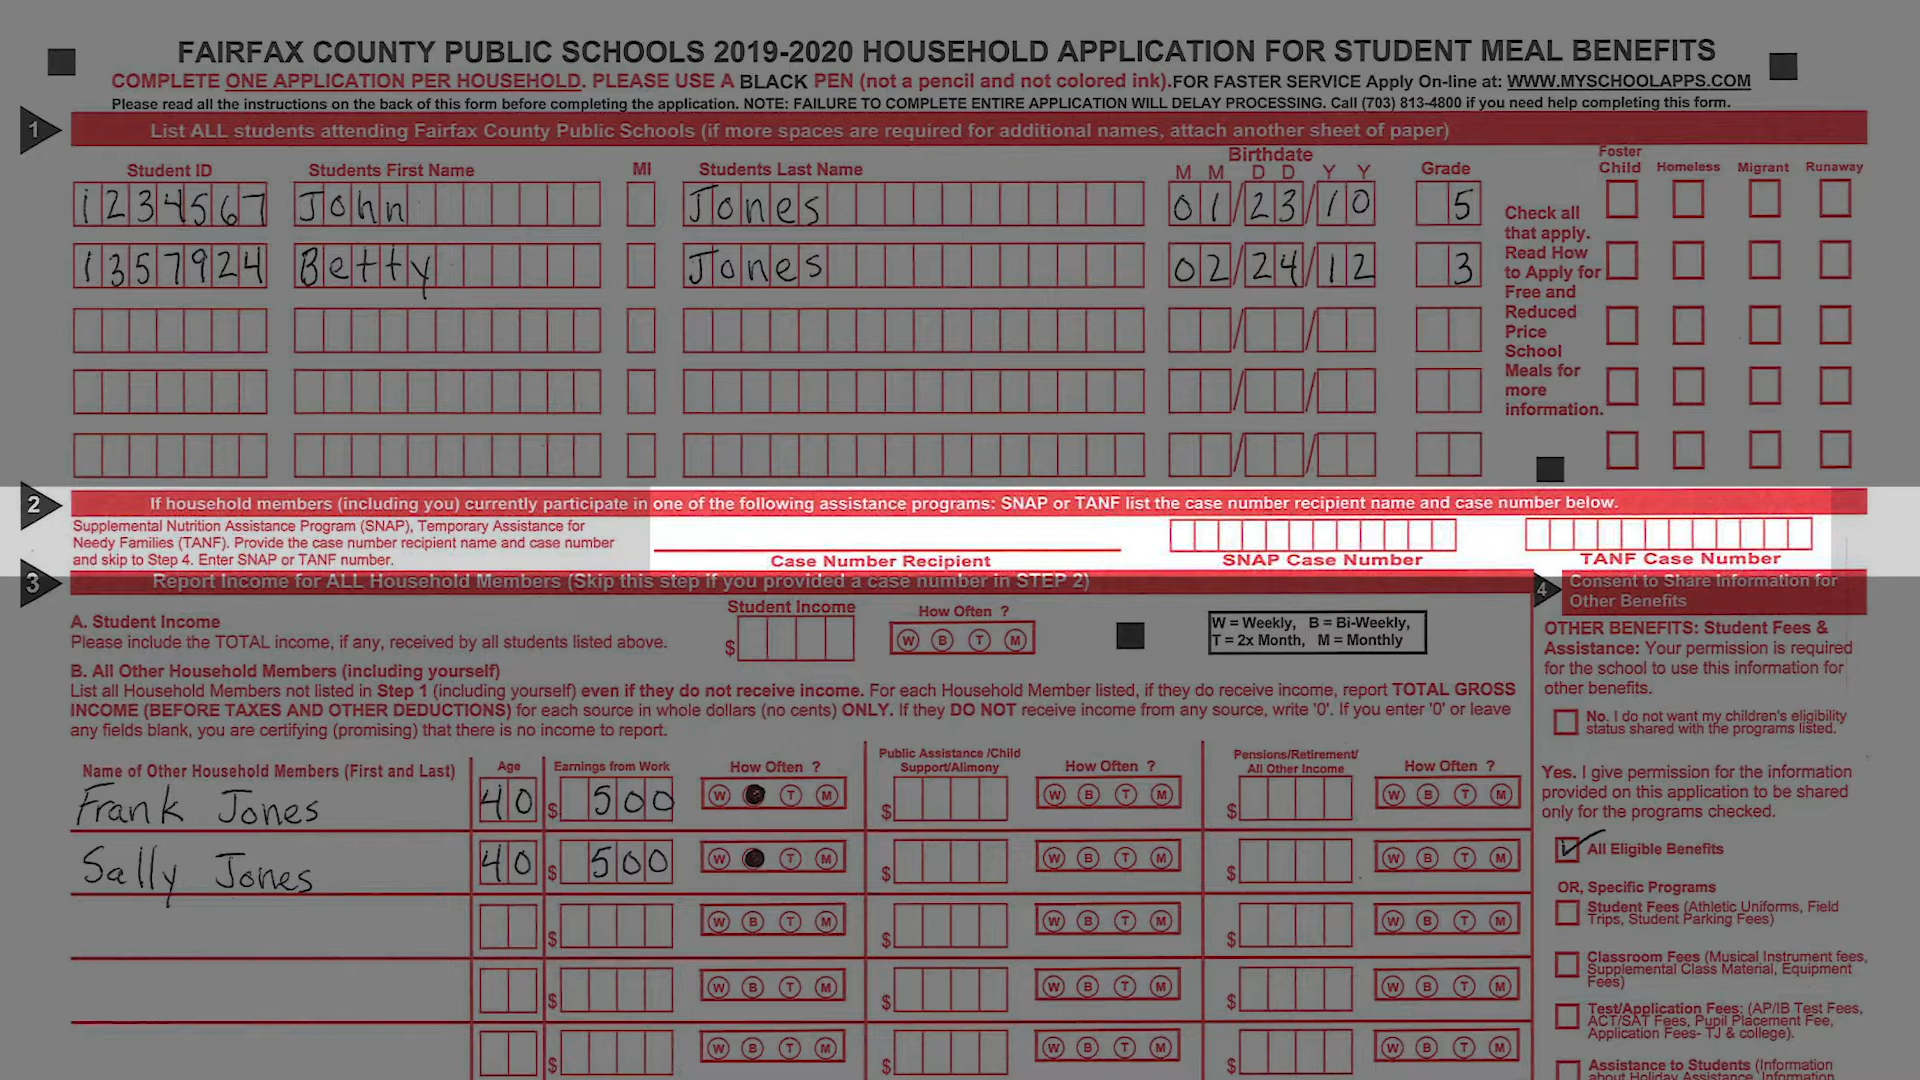 FAIRFAX COUNTY PUBLIC SCHOOLS 2019-2020 HOUSEHOLD APPLICATION FOR STUDENT MEAL BENEFITS
COMPLETE ONE APPLICATION PER HOUSEHOLD. PLEASE USE A BLACK PEN (not a pencil and not colored ink).FOR FASTER SERVICE Apply On-line at: WWW.MYSCHOOLAPPS.COM
Please read all the instructions on the back of this form before completing the application. NOTE: FAILURE TO COMPLETE ENTIRE APPLICATION WILL DELAY PROCESSING. Call (703) 813-4800 if you need help completing this form.
1 List ALL students attending Fairfax County Public Schools (if more spaces are required for additional names, attach another sheet of paper)
Student ID Students First Name MI Students Last Name Birthdate Grade Foster Child Homeless Migrant Runaway
M M D D Y Y
1234567 John Jones 01/23/10 5
1357924 Betty Jones 02/24/12 3
Check all
that apply.
Read How
to Apply for
Free and
Reduced
Price
School
Meals for
more
information.
2 If household members (including you) currently participate in one of the following assistance programs: SNAP or TANF list the case number recipient name and case number below.
Supplemental Nutrition Assistance Program (SNAP), Temporary Assistance for
Needy Families (TANF). Provide the case number recipient name and case number
and skip to Step 4. Enter SNAP or TANF number.
Case Number Recipient SNAP Case Number TANF Case Number
3 Report Income for ALL Household Members (Skip this step if you provided a case number in STEP 2)
A. Student Income
Please include the TOTAL income, if any, received by all students listed above.
Student Income
$
How Often ?
W B T M
W = Weekly, B = Bi-Weekly,
T = 2x Month, M = Monthly
B. All Other Household Members (including yourself)
List all Household Members not listed in Step 1 (including yourself) even if they do not receive income. For each Household Member listed, if they do receive income, report TOTAL GROSS
INCOME (BEFORE TAXES AND OTHER DEDUCTIONS) for each source in whole dollars (no cents) ONLY. If they DO NOT receive income from any source, write '0'. If you enter '0' or leave
any fields blank, you are certifying (promising) that there is no income to report.
Name of Other Household Members (First and Last) Age Earnings from Work How Often ? Public Assistance /Child Support/Alimony How Often ? Pensions/Retirement/ All Other Income How Often ?
Frank Jones 40 $ 500 W T M $ W B T M $ W B T M
Sally Jones 40 $ 500 W T M $ W B T M $ W B T M
$ W B T M $ W B T M $ W B T M
$ W B T M $ W B T M $ W B T M
$ W B T M $ W B T M $ W B T M
4 Consent to Share Information for
Other Benefits
OTHER BENEFITS: Student Fees &
Assistance: Your permission is required
for the school to use this information for
other benefits.
No. I do not want my children's eligibility
status shared with the programs listed.
Yes. I give permission for the information
provided on this application to be shared
only for the programs checked.
All Eligible Benefits
OR, Specific Programs
Student Fees (Athletic Uniforms, Field
Trips, Student Parking Fees)
Classroom Fees (Musical Instrument fees,
Supplemental Class Material, Equipment
Fees)
Test/Application Fees: (AP/IB Test Fees,
ACT/SAT Fees, Pupil Placement Fee,
Application Fees- TJ & college).
Assistance to Students (Information
about Holiday Assistance, Information